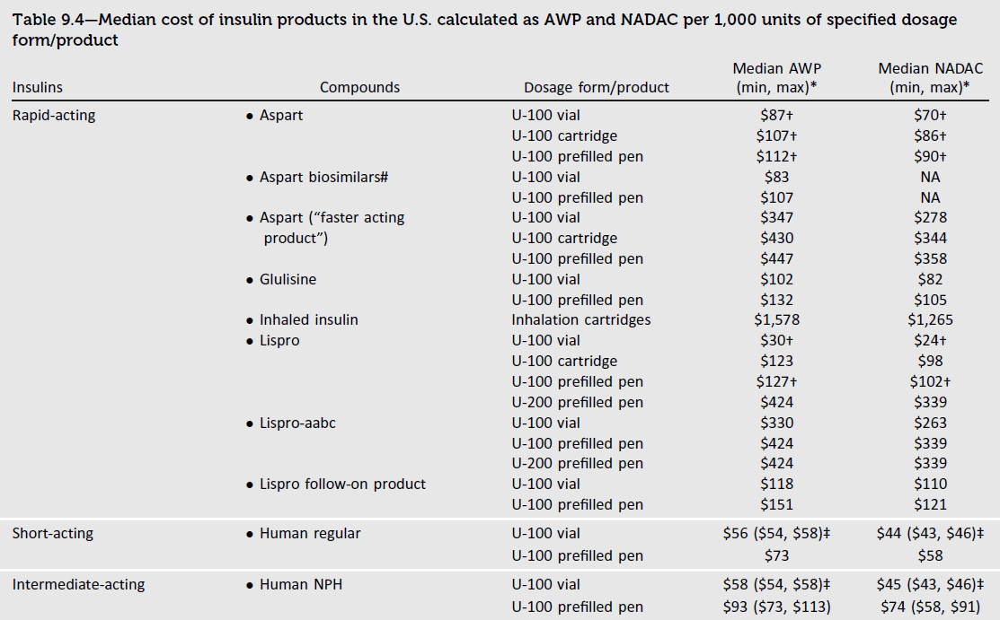 Table 9.4—Median cost of insulin products in the U.S. calculated as AWP and NADAC per 1,000 units of specified dosage
form/product
Insulins Compounds Dosage form/product Median AWP (min, max)* Median NADAC (min, max)*
Rapid-acting • Aspart U-100 vial $87† $70†
U-100 cartridge $107† $86†
U-100 prefilled pen $112† $90†
• Aspart biosimilars# U-100 vial $83 NA
U-100 prefilled pen $107 NA
• Aspart (“faster acting U-100 vial $347 $278
product”) U-100 cartridge $430 $344
U-100 prefilled pen $447 $358
• Glulisine U-100 vial $102 $82
U-100 prefilled pen $132 $105
• Inhaled insulin Inhalation cartridges $1,578 $1,265
• Lispro U-100 vial $30† $24†
U-100 cartridge $123 $98
U-100 prefilled pen $127† $102†
U-200 prefilled pen $424 $339
• Lispro-aabc U-100 vial $330 $263
U-100 prefilled pen $424 $339
U-200 prefilled pen $424 $339
• Lispro follow-on product U-100 vial $118 $110
U-100 prefilled pen $151 $121
Short-acting • Human regular U-100 vial $56 ($54, $58)‡ $44 ($43, $46)‡
U-100 prefilled pen $73 $58
Intermediate-acting • Human NPH U-100 vial $58 ($54, $58)‡ $45 ($43, $46)‡
U-100 prefilled pen $93 ($73, $113) $74 ($58, $91)